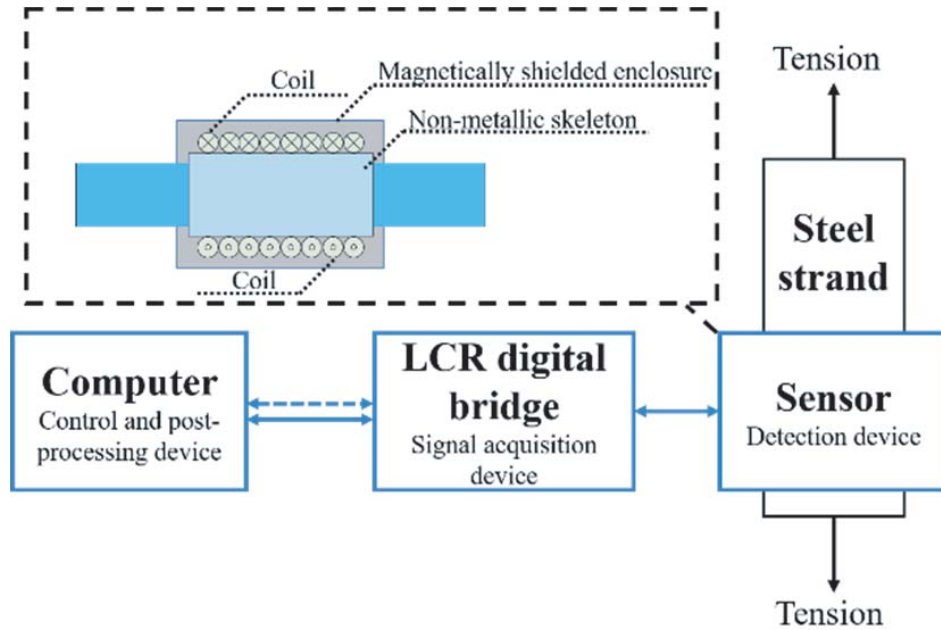 Coil
Magnetically shielded enclosure
Non-metallic skeleton
Coil
Tension
Steel
strand
Computer
Control and post-
processing device
LCR digital
bridge
Signal acquisition
device
Sensor
Detection device
Tension